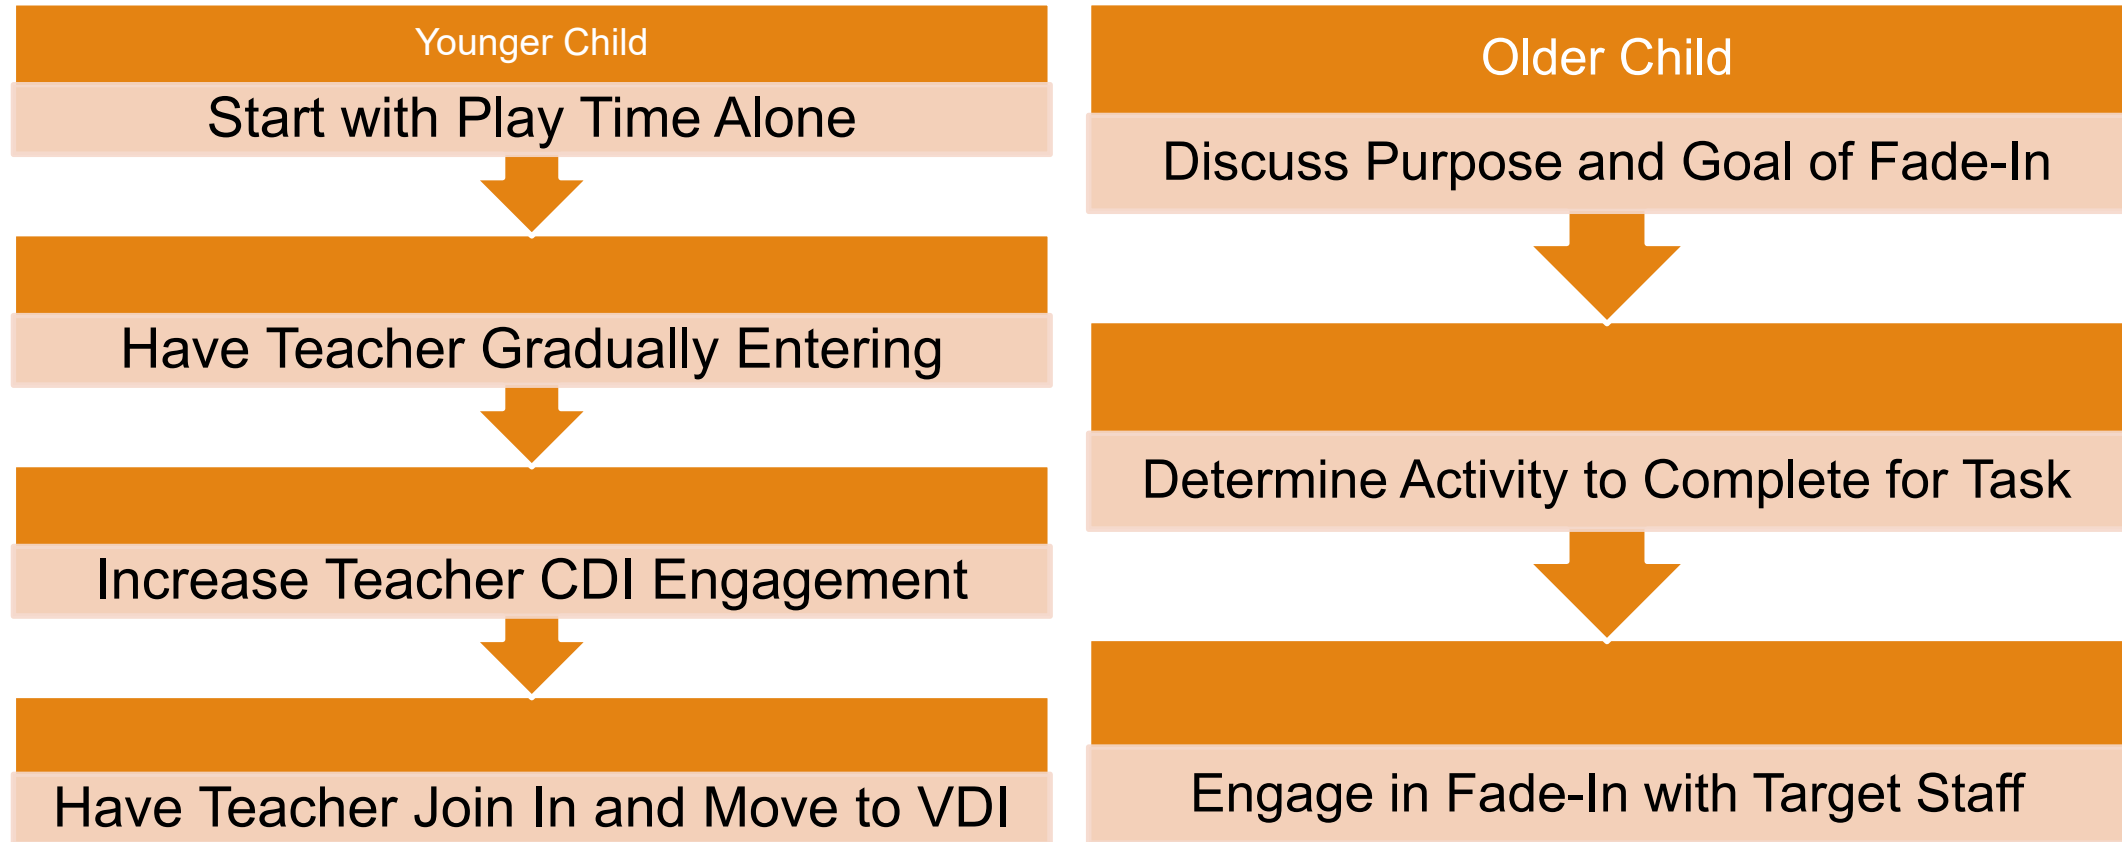 Younger Child
Start with Play Time Alone
Have Teacher Gradually Entering
Increase Teacher CDI Engagement
Have Teacher Join In and Move to VDI
Older Child
Discuss Purpose and Goal of Fade-In
Determine Activity to Complete for Task
Engage in Fade-In with Target Staff